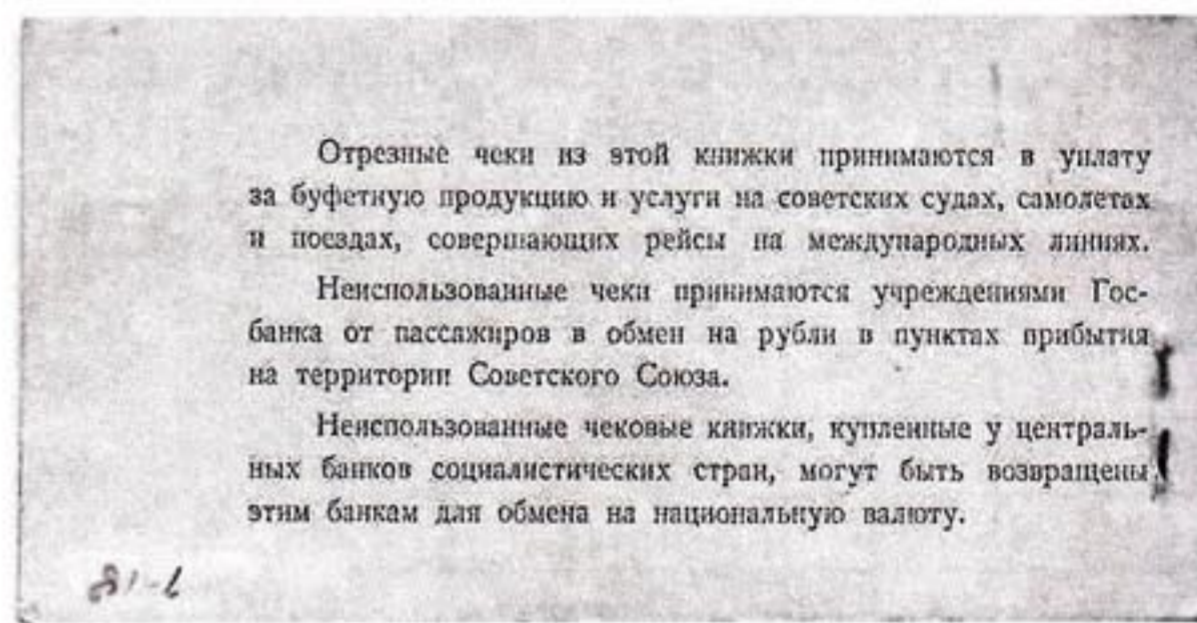 Отрезные чеки из этой книжки принимаются в уплату
за буфетную продукцию и услуги на советских судах, самолетах
и поездах, совершающих рейсы на международных линиях.
Неиспользованные чеки принимаются учреждениями Гос-
банка от пассажиров в обмен на рубли в пунктах прибытия
на территории Советского Союза.
Неиспользованные чековые книжки, купленные у централь-
ных банков социалистических стран, могут быть возвращены
этим банкам для обмена на национальную валюту.